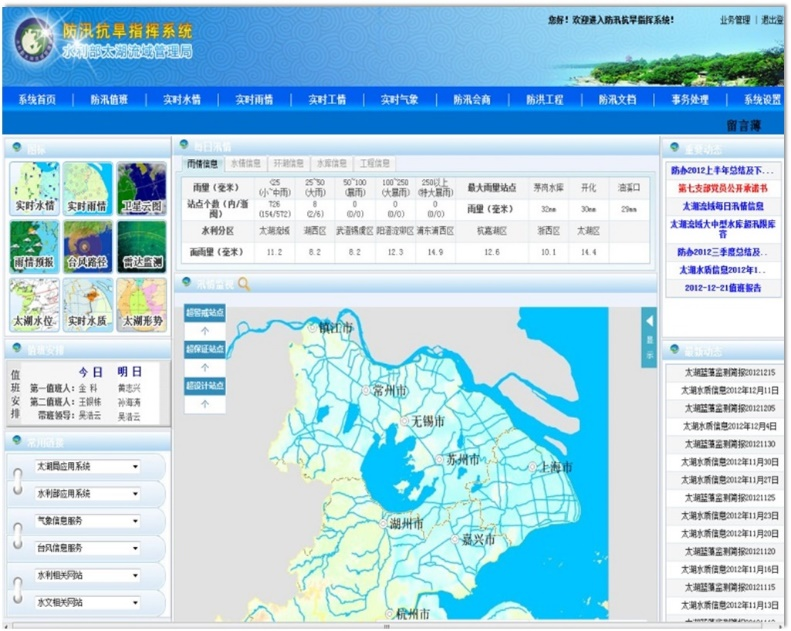 防汛抗旱指挥系统
水利部太湖流域管理局
您好！欢迎进入防汛抗旱指挥系统！
业务管理 | 退出登
系统首页 防汛值班 实时水情 实时雨情 实时工情 实时气象 防汛会商 防洪工程 防汛文档 事务处理 系统设置
留言薄
图标
实时水情 实时雨情 卫星云图
雨情预报 台风路径 雷达监测
太湖水位 实时水质 太湖形势
值班安排
值班安排
今日 明日
第一值班人：金科 黄志兴
第二值班人：王银栋 孙海涛
带班领导：吴浩云 吴浩云
常用链接
太湖局应用系统
水利部应用系统
气象信息服务
台风信息服务
水利相关网站
水文相关网站
每日汛情
雨情信息 水情信息 环湖信息 水库信息 工程信息
雨量（毫米） <25（小~中雨） 25~50（大雨） 50~100（暴雨） 100~250（大暴雨） 250以上（特大暴雨） 最大雨量站点 茅岗水库 开化 油溪口
站点个数（内/浙闽） 726（154/572） 8（2/6） 0（0/0） 0（0/0） 0（0/0） 雨量（毫米） 32mm 30mm 29mm
水利分区 太湖流域 湖西区 武澄锡虞区 阳澄淀泖区 浦东浦西区 杭嘉湖区 浙西区 太湖区
面雨量（毫米） 11.2 8.2 8.2 12.3 14.9 12.6 10.1 14.4
汛情监视
超警戒站点
个
超保证站点
个
超设计站点
个
显示
镇江市
常州市
无锡市
苏州市
上海市
湖州市
嘉兴市
杭州市
重要动态
防办2012上半年总结及下...
第七支部党员公开承诺书
太湖流域每日汛情信息
太湖流域大中型水库超汛限库容
防办2012三季度总结及..
太湖水质信息2012年1..
2012-12-21值班报告
最新动态
太湖蓝藻监测简报20121215
太湖水质信息2012年12月11日
太湖蓝藻监测简报20121205
太湖水质信息2012年12月4日
太湖蓝藻监测简报20121130
太湖水质信息2012年11月30日
太湖水质信息2012年11月27日
太湖蓝藻监测简报20121125
太湖水质信息2012年11月23日
太湖水质信息2012年11月20日
太湖蓝藻监测简报20121120
太湖水质信息2012年11月16日
太湖蓝藻监测简报20121115
太湖水质信息2012年11月13日